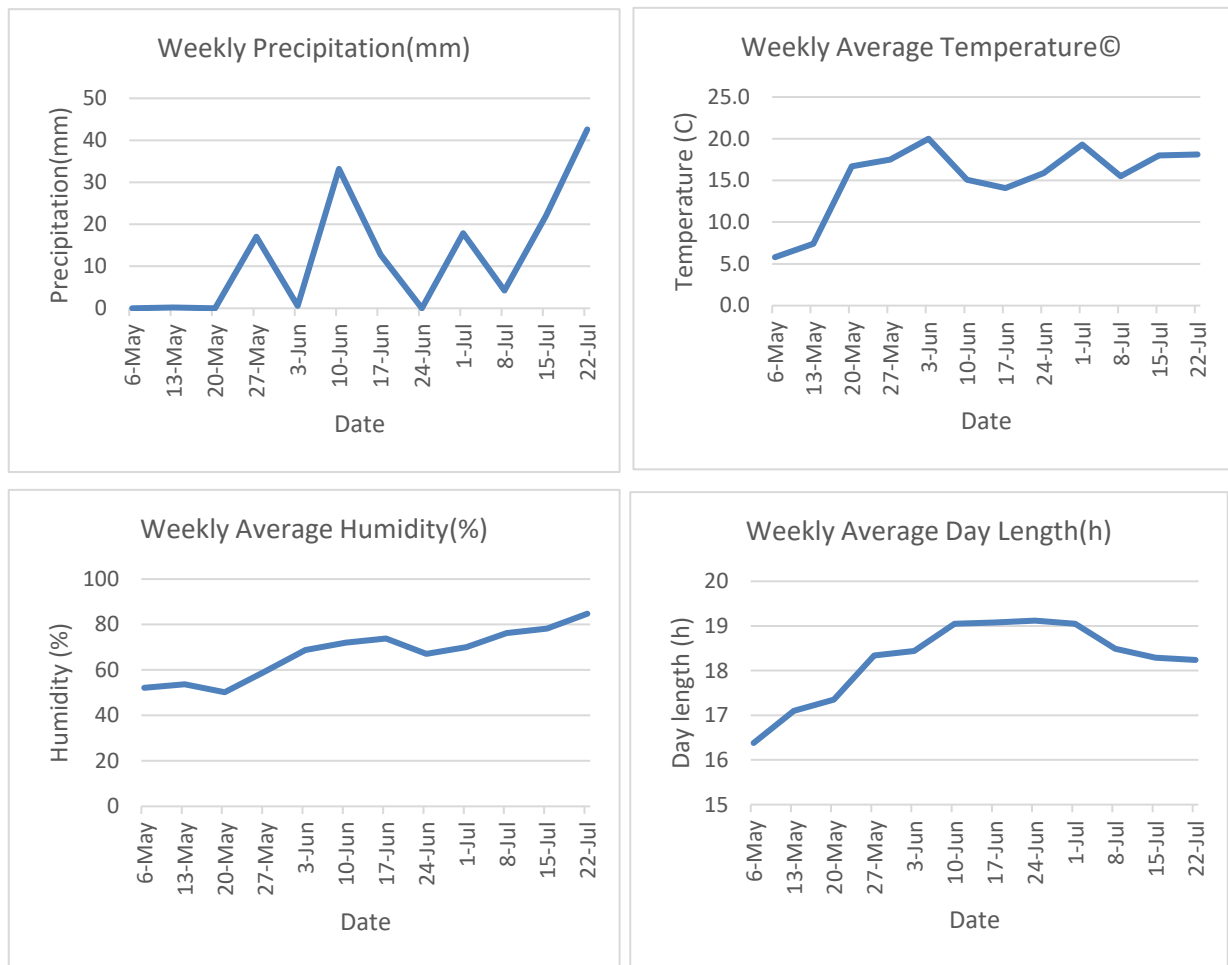 Weekly Precipitation(mm)
Precipitation(mm)
50
40
30
20
10
0
6-May
13-May
20-May
27-May
3-Jun
10-Jun
17-Jun
24-Jun
1-Jul
8-Jul
15-Jul
22-Jul
Date
Weekly Average Temperature©
Temperature (C)
25.0
20.0
15.0
10.0
5.0
0.0
6-May
13-May
20-May
27-May
3-Jun
10-Jun
17-Jun
24-Jun
1-Jul
8-Jul
15-Jul
22-Jul
Date
Weekly Average Humidity(%)
Humidity (%)
100
80
60
40
20
0
6-May
13-May
20-May
27-May
3-Jun
10-Jun
17-Jun
24-Jun
1-Jul
8-Jul
15-Jul
22-Jul
Date
Weekly Average Day Length(h)
Day length (h)
20
19
18
17
16
15
6-May
13-May
20-May
27-May
3-Jun
10-Jun
17-Jun
24-Jun
1-Jul
8-Jul
15-Jul
22-Jul
Date